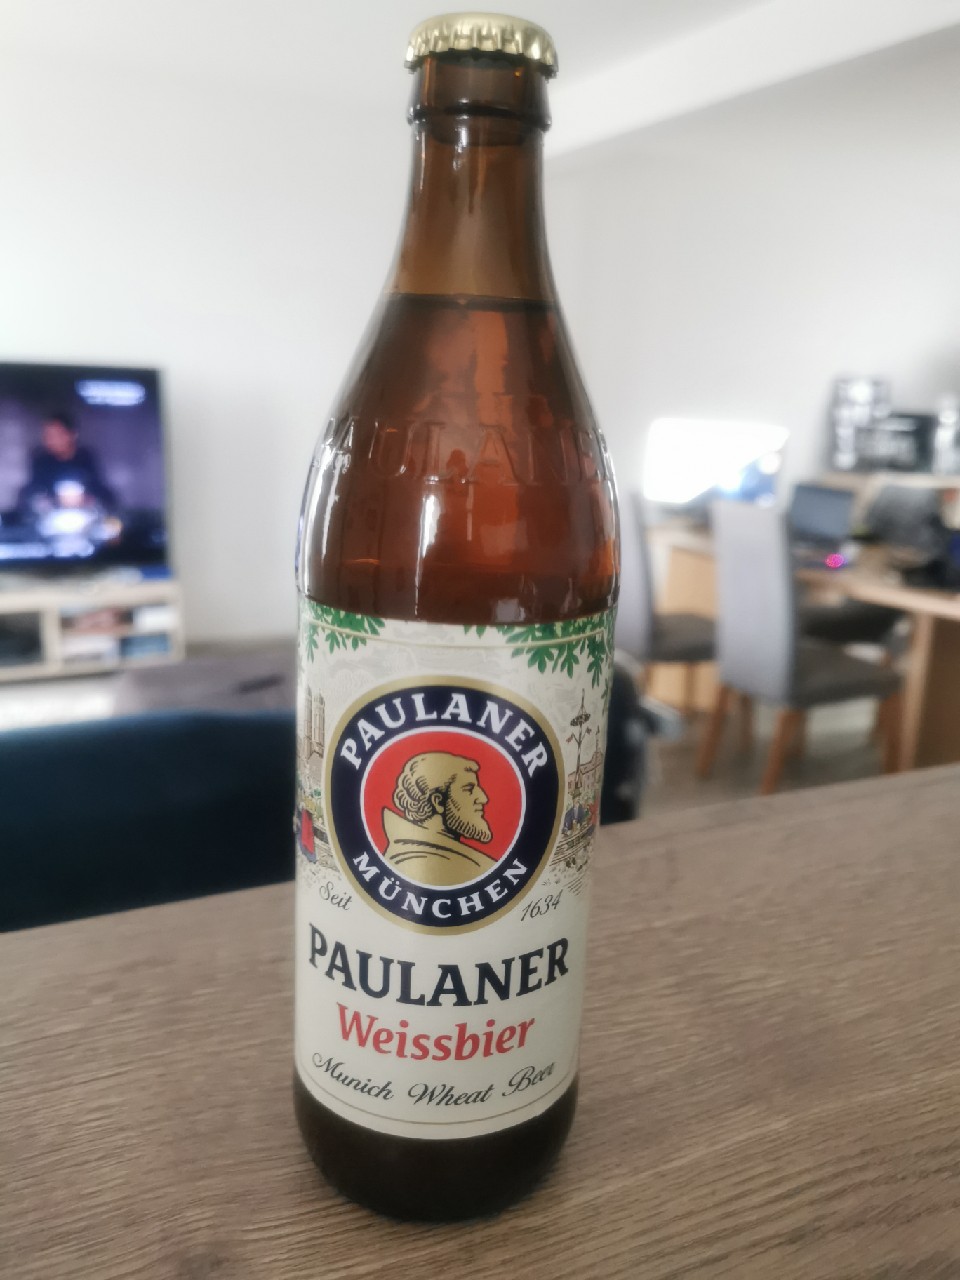 PAULANER
PAULANER
MÜNCHEN
Seit 1634
PAULANER
Weissbier
Munich Wheat Beer